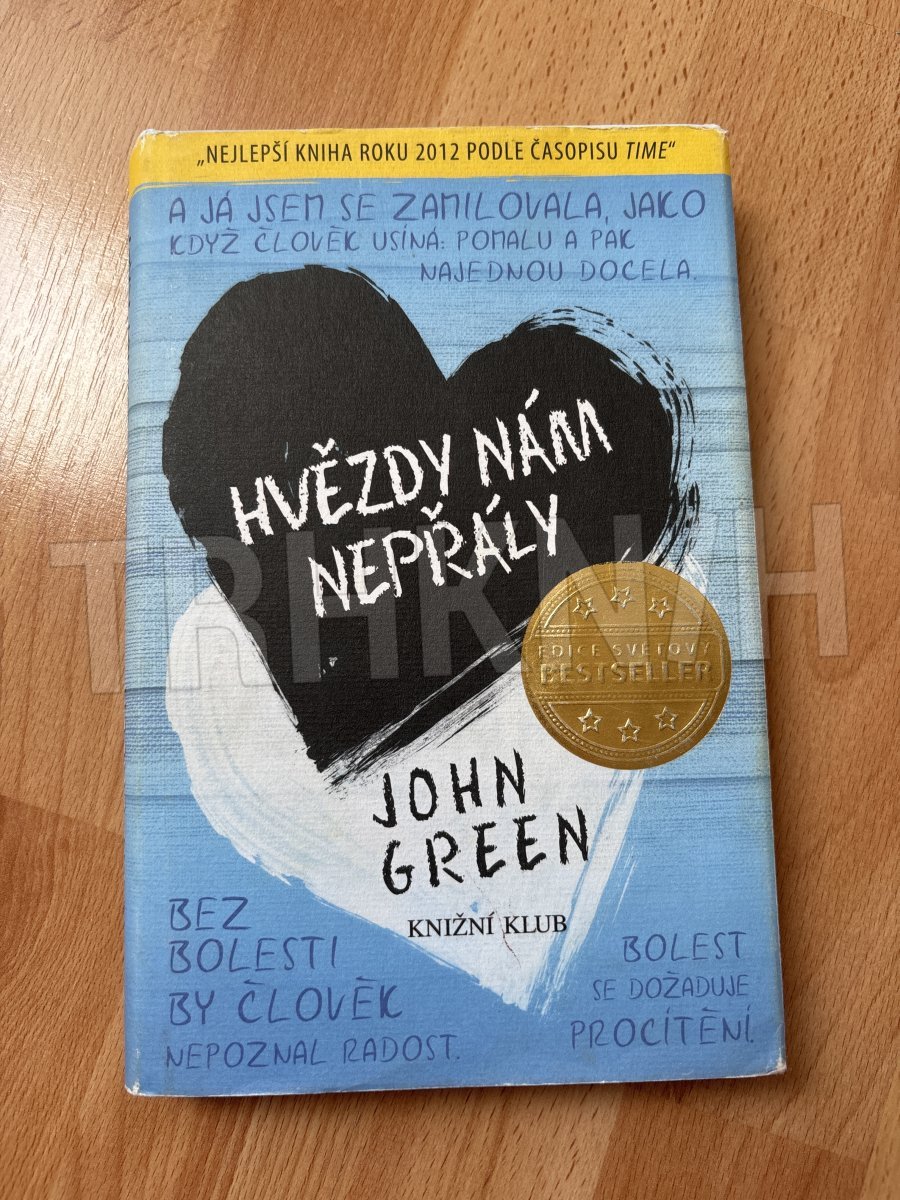 „NEJLEPŠÍ KNIHA ROKU 2012 PODLE ČASOPISU TIME“
A JÁ JSEM SE ZAMILOVALA, JAKO
KDYŽ ČLOVĚK USÍNÁ: POMALU A PAK
NAJEDNOU DOCELA.
HVĚZDY NÁM
NEPŘÁLY
TRHKNIH
EDICE SVĚTOVÝ
BESTSELLER
JOHN
GREEN
KNIŽNÍ KLUB
BEZ
BOLESTI
BY ČLOVĚK
NEPOZNAL RADOST.
BOLEST
SE DOŽADUJE
PROCÍTĚNÍ.